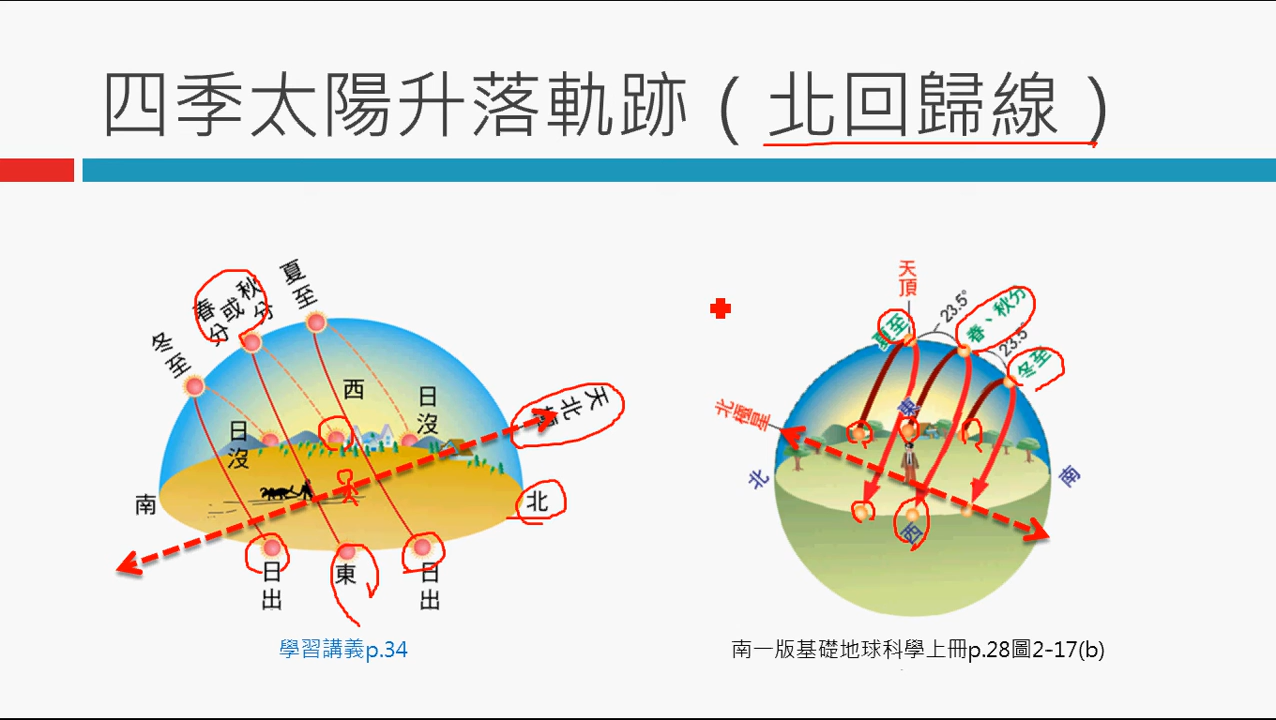 四季太陽升落軌跡（北回歸線）
夏至
春分或秋分
冬至
西
日沒
日沒
天北
南
北
日出
東
日出
學習講義p.34
天頂
23.5°
夏至
春、秋分
23.5°
冬至
北極星
東
北
南
西
南一版基礎地球科學上冊p.28圖2-17(b)